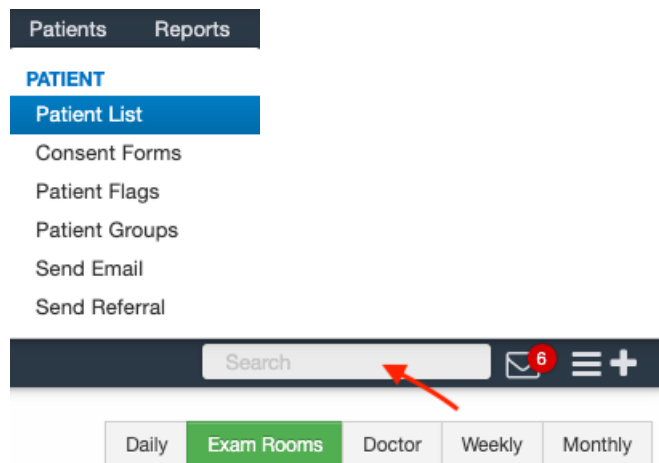 Patients Reports
PATIENT
Patient List
Consent Forms
Patient Flags
Patient Groups
Send Email
Send Referral
Search 6
Daily Exam Rooms Doctor Weekly Monthly